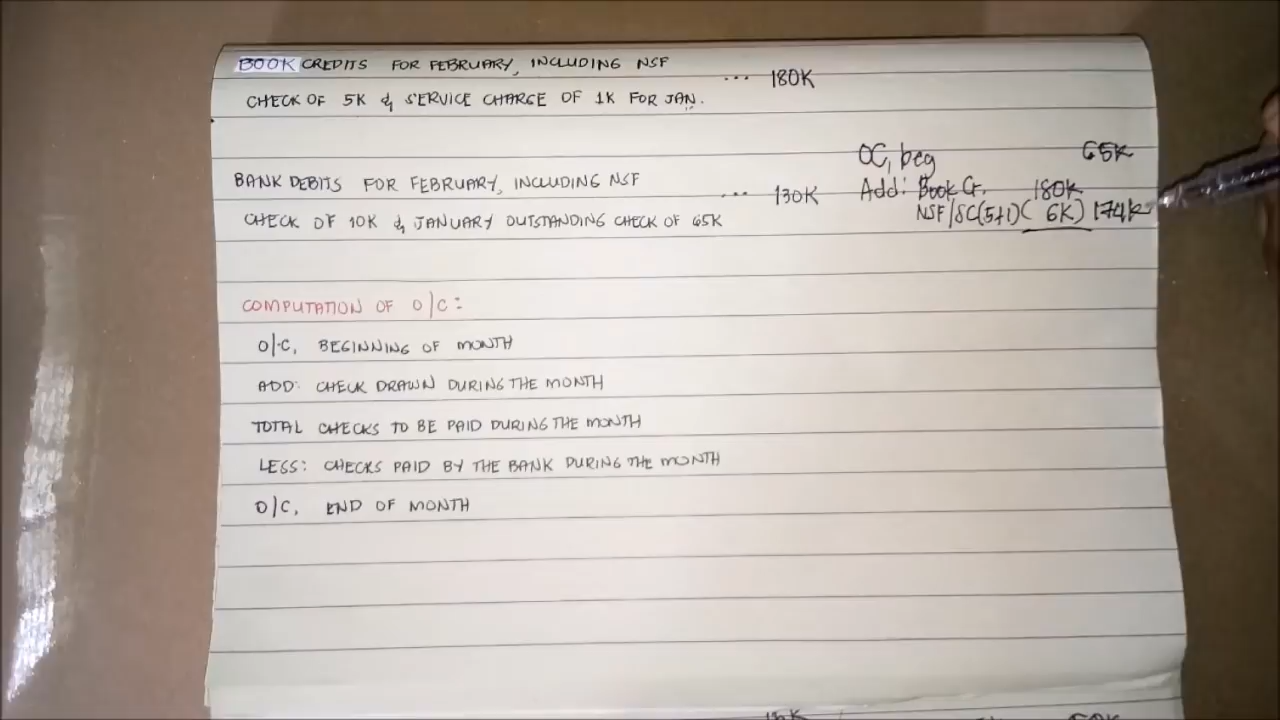 BOOK CREDITS FOR FEBRUARY, INCLUDING NSF
CHECK OF 5K & SERVICE CHARGE OF 1K FOR JAN. ... 180K
BANK DEBITS FOR FEBRUARY, INCLUDING NSF
CHECK OF 10K & JANUARY OUTSTANDING CHECK OF 65K ... 130K
OC, beg 65K
Add: Book Cr. 180K
NSF/SC(5+1) (6K) 174K
COMPUTATION OF O/C:
O/C, BEGINNING OF MONTH
ADD: CHECK DRAWN DURING THE MONTH
TOTAL CHECKS TO BE PAID DURING THE MONTH
LESS: CHECKS PAID BY THE BANK DURING THE MONTH
O/C, END OF MONTH